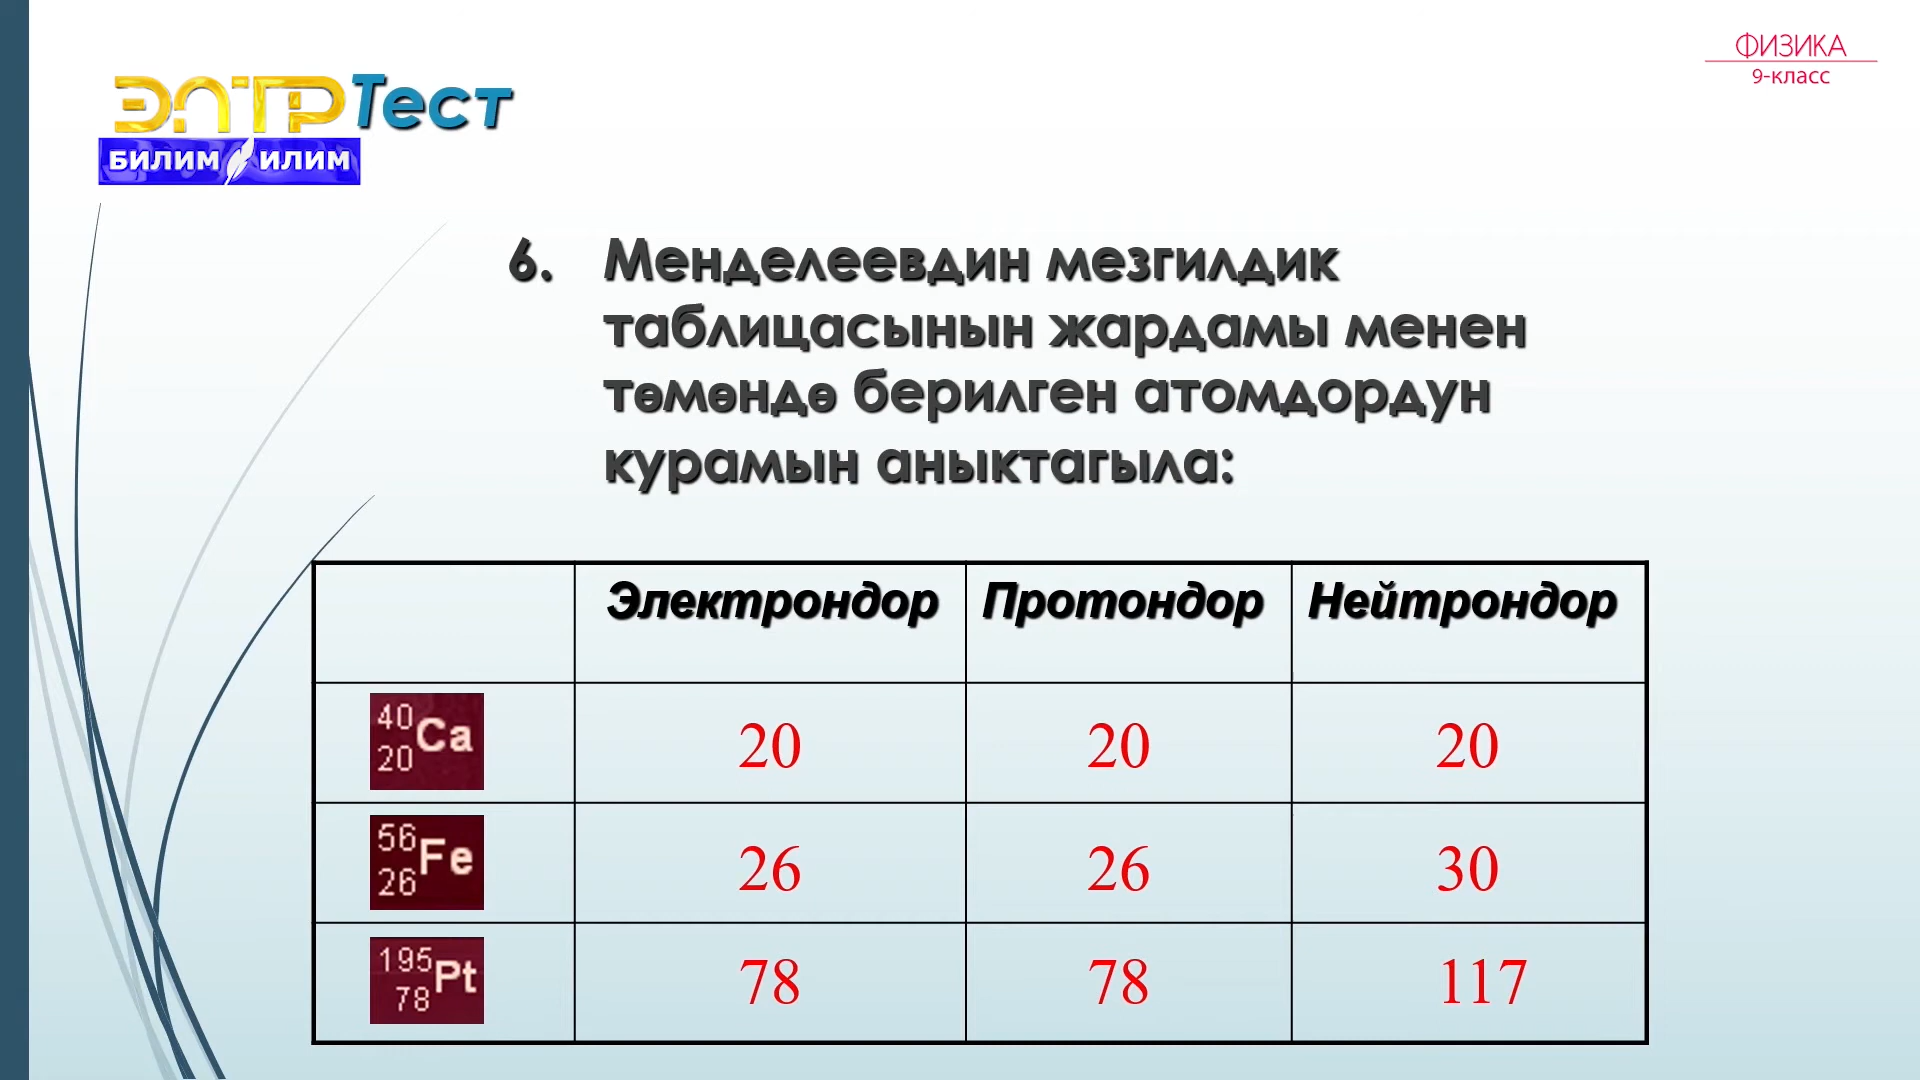 ФИЗИКА
9-класс
ЭЛТР Тест
БИЛИМ ИЛИМ
6. Менделеевдин мезгилдик
таблицасынын жардамы менен
төмөндө берилген атомдордун
курамын аныктагыла:
Электрондор Протондор Нейтрондор
40 20 Ca 20 20 20
56 26 Fe 26 26 30
195 78 Pt 78 78 117